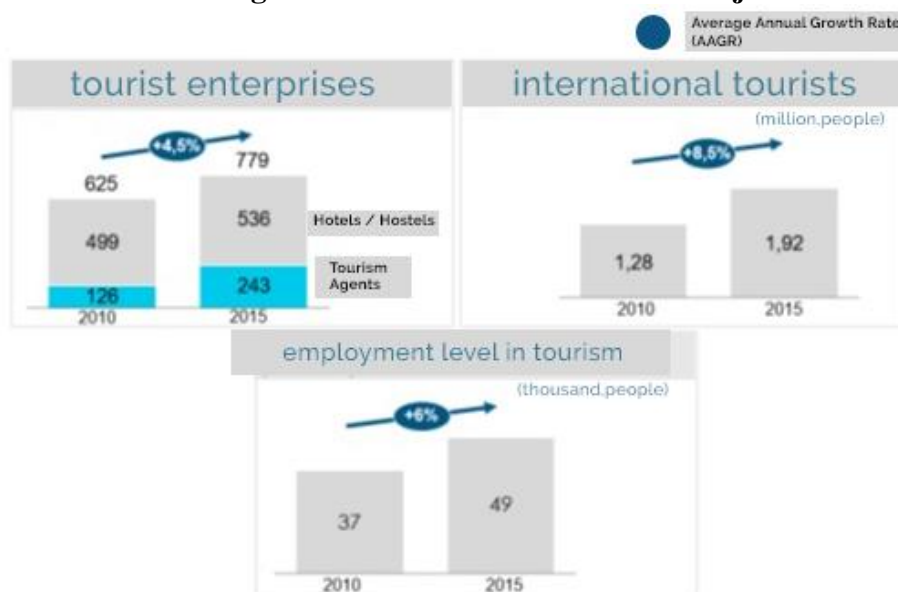 Average Annual Growth Rate
(AAGR)
tourist enterprises
+4,5%
625
779
499
536
Hotels / Hostels
126
243
Tourism
Agents
2010
2015
international tourists
(million,people)
+8,5%
1,28
1,92
2010
2015
employment level in tourism
(thousand,people)
+6%
37
49
2010
2015